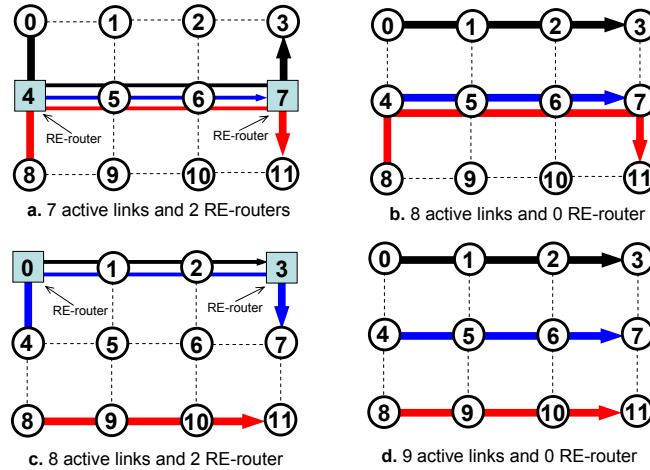 0 1 2 3
4 5 6 7
RE-router RE-router
8 9 10 11
a. 7 active links and 2 RE-routers
0 1 2 3
4 5 6 7
8 9 10 11
b. 8 active links and 0 RE-router
0 1 2 3
RE-router RE-router
4 5 6 7
8 9 10 11
c. 8 active links and 2 RE-router
0 1 2 3
4 5 6 7
8 9 10 11
d. 9 active links and 0 RE-router